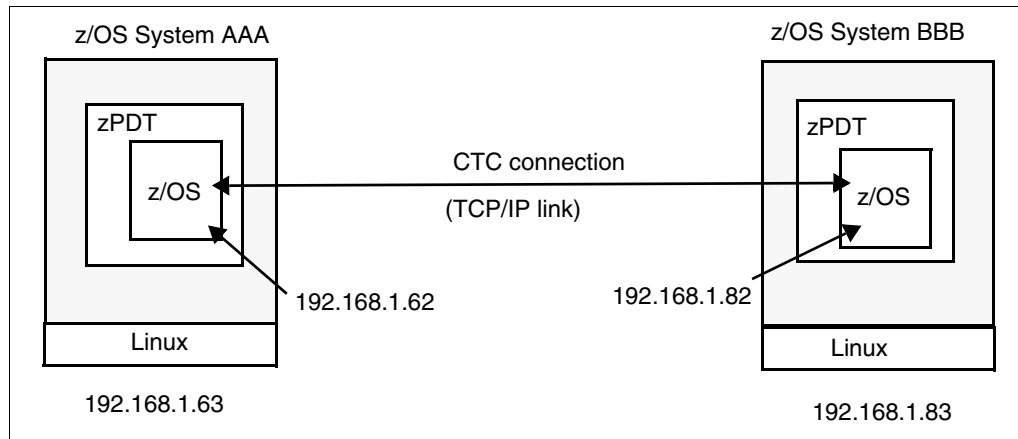 z/OS System AAA
z/OS System BBB
zPDT
zPDT
CTC connection
z/OS
z/OS
(TCP/IP link)
192.168.1.62
192.168.1.82
Linux
Linux
192.168.1.63
192.168.1.83